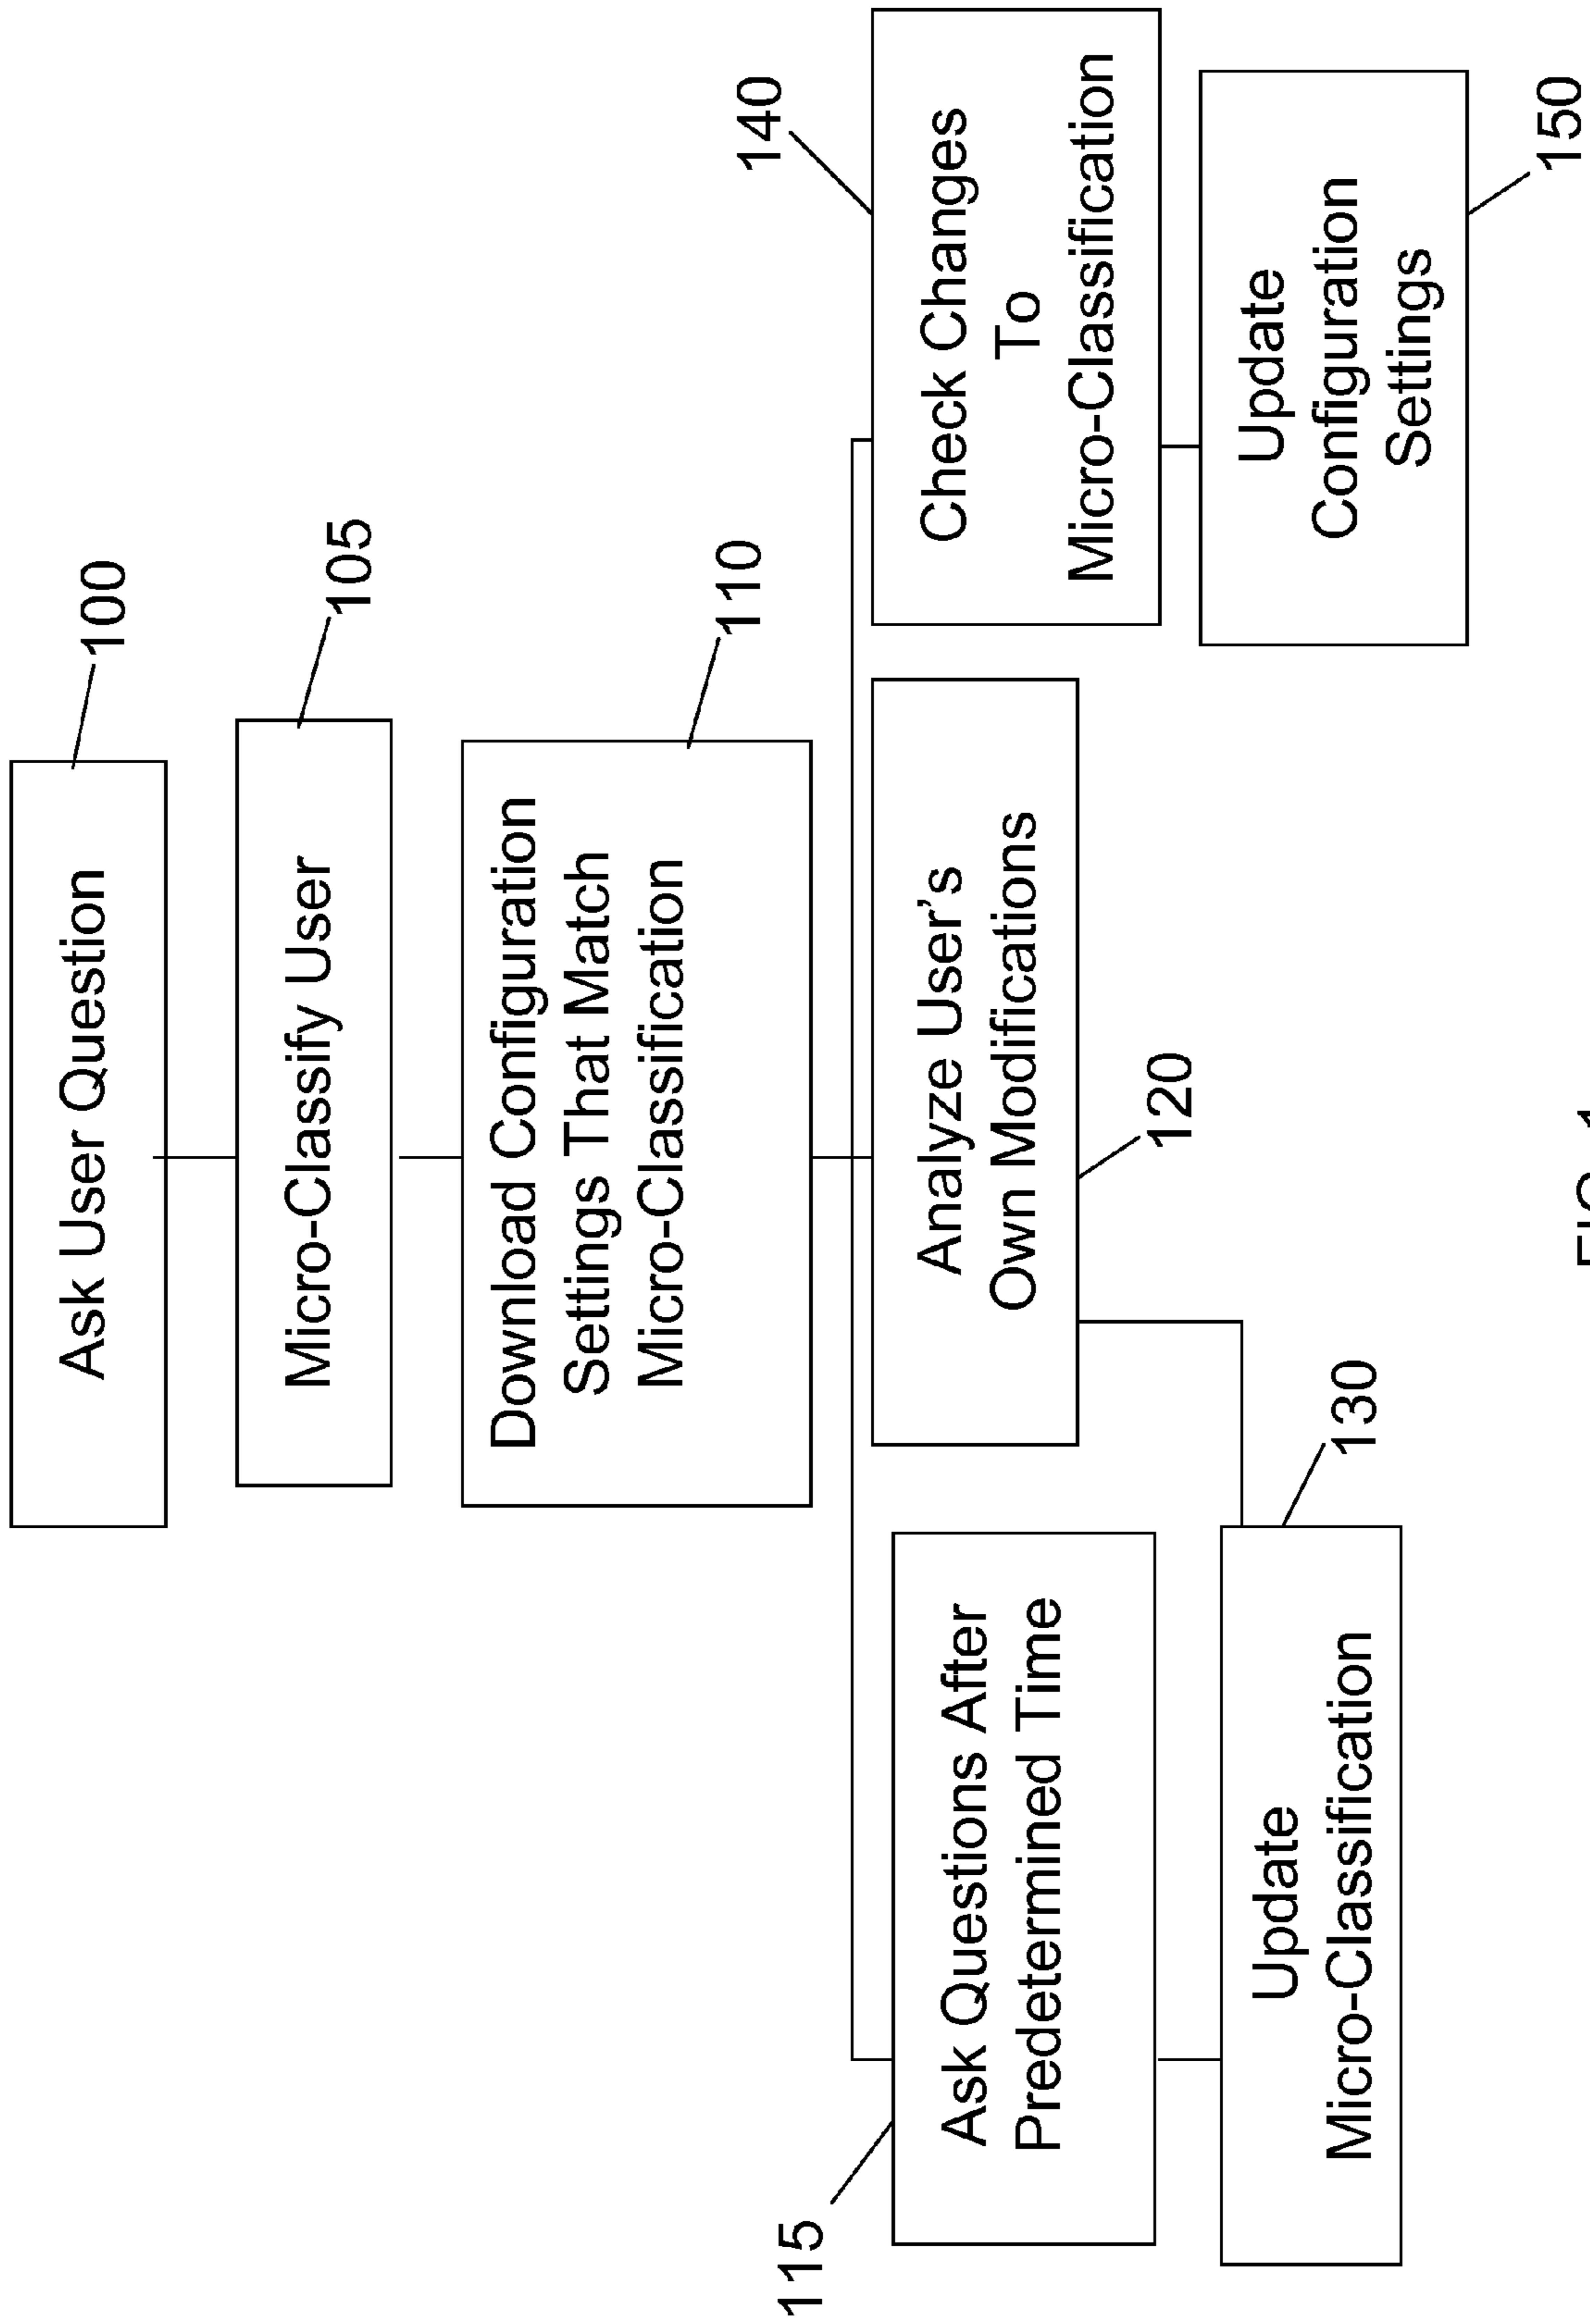 Ask User Question
100
Micro-Classify User
105
Download Configuration
Settings That Match
Micro-Classification
110
115
Ask Questions After
Predetermined Time
Analyze User's
Own Modifications
120
140
Check Changes
To
Micro-Classification
Update
Micro-Classification
130
Update
Configuration
Settings
150